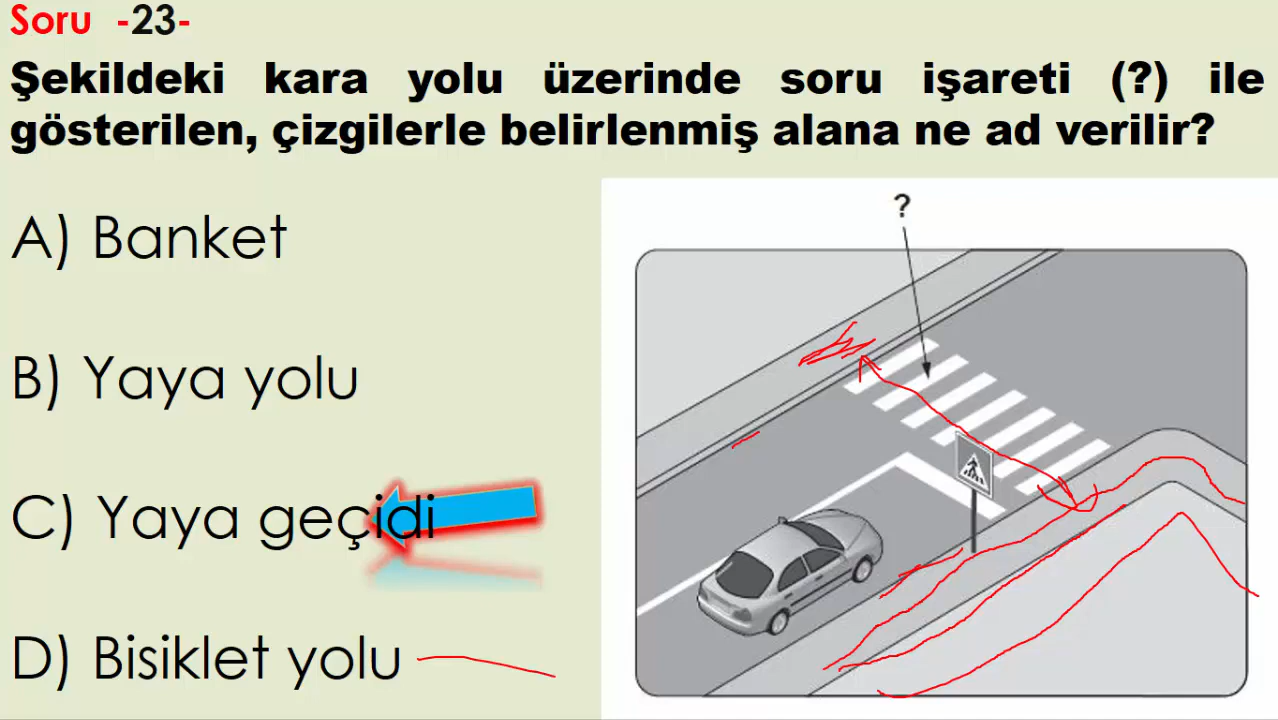 Soru -23-
Şekildeki kara yolu üzerinde soru işareti (?) ile
gösterilen, çizgilerle belirlenmiş alana ne ad verilir?
A) Banket
B) Yaya yolu
C) Yaya geçidi
D) Bisiklet yolu
?